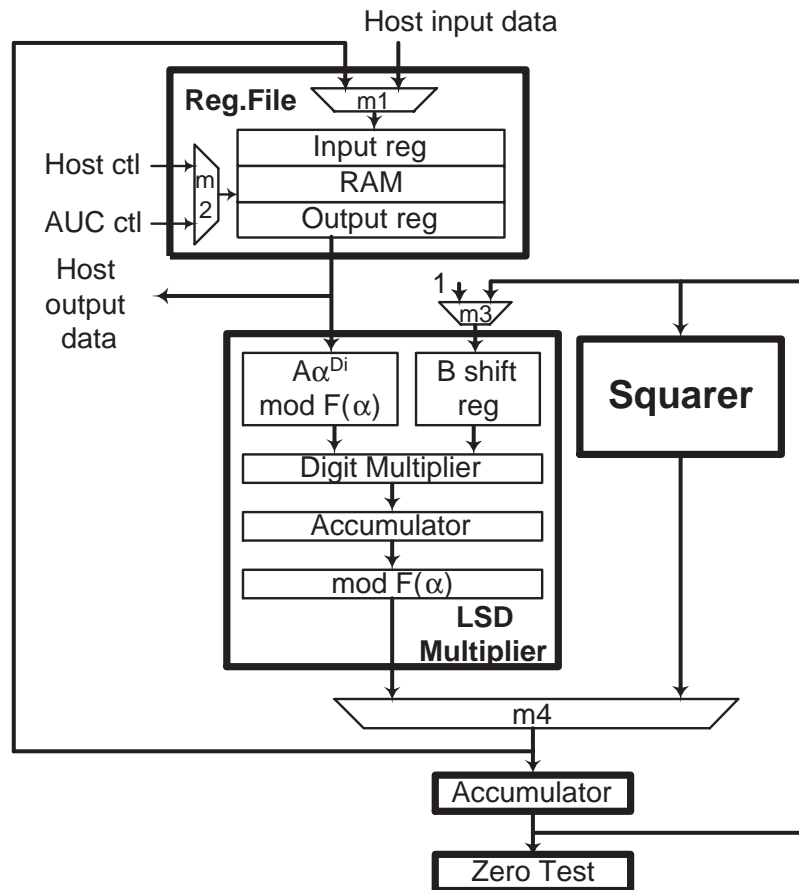 Host input data
m1
Reg.File
Input reg
Host ctl
m
2
RAM
AUC ctl
Output reg
Host
output
data
1
m3
Aα^Di
mod F(α)
B shift
reg
Squarer
Digit Multiplier
Accumulator
mod F(α)
LSD
Multiplier
m4
Accumulator
Zero Test